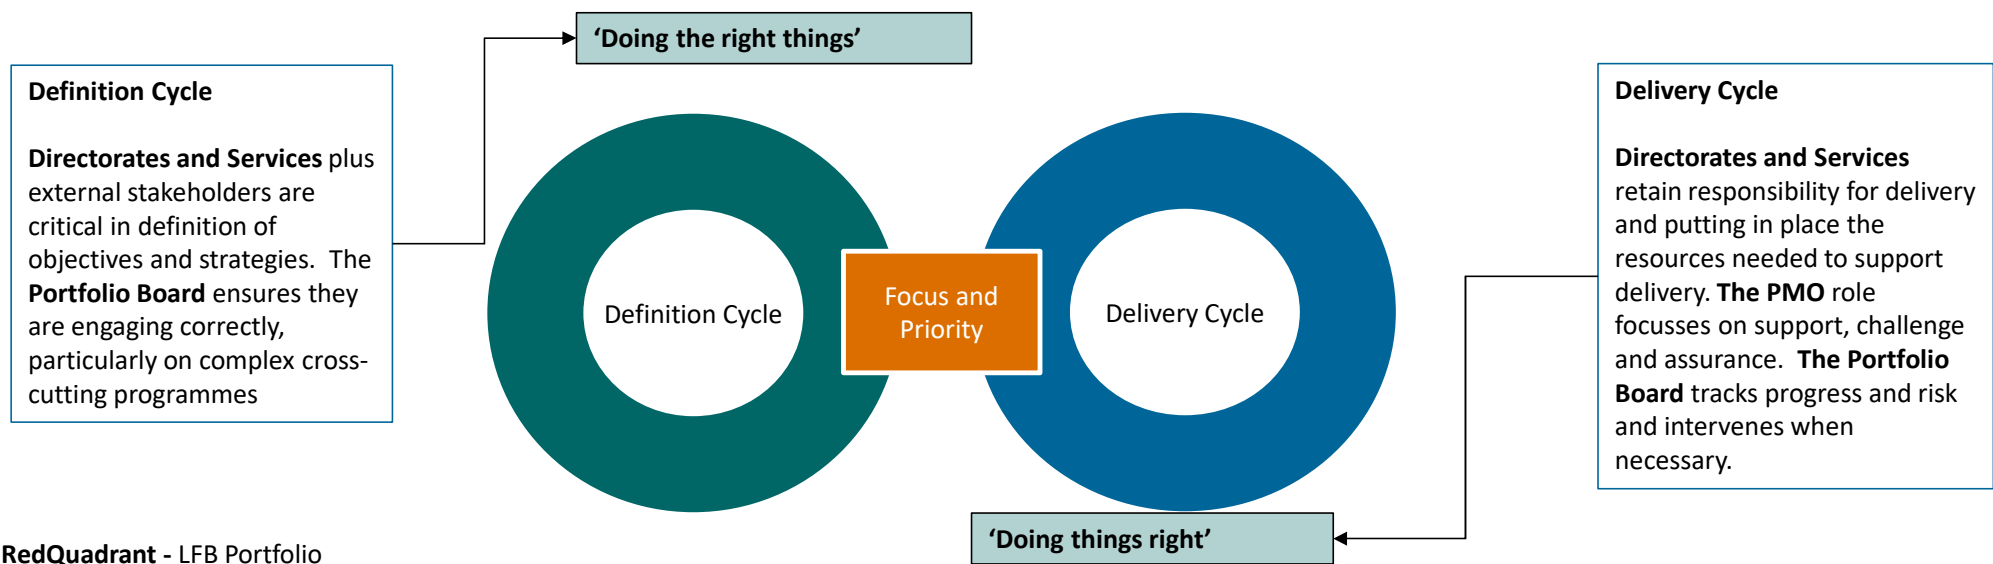 ‘Doing the right things’
Definition Cycle
Directorates and Services plus
external stakeholders are
critical in definition of
objectives and strategies.  The
Portfolio Board ensures they
are engaging correctly,
particularly on complex cross-
cutting programmes
Definition Cycle
Focus and
Priority
Delivery Cycle
Delivery Cycle
Directorates and Services
retain responsibility for delivery
and putting in place the
resources needed to support
delivery. The PMO role
focusses on support, challenge
and assurance.  The Portfolio
Board tracks progress and risk
and intervenes when
necessary.
‘Doing things right’
RedQuadrant - LFB Portfolio